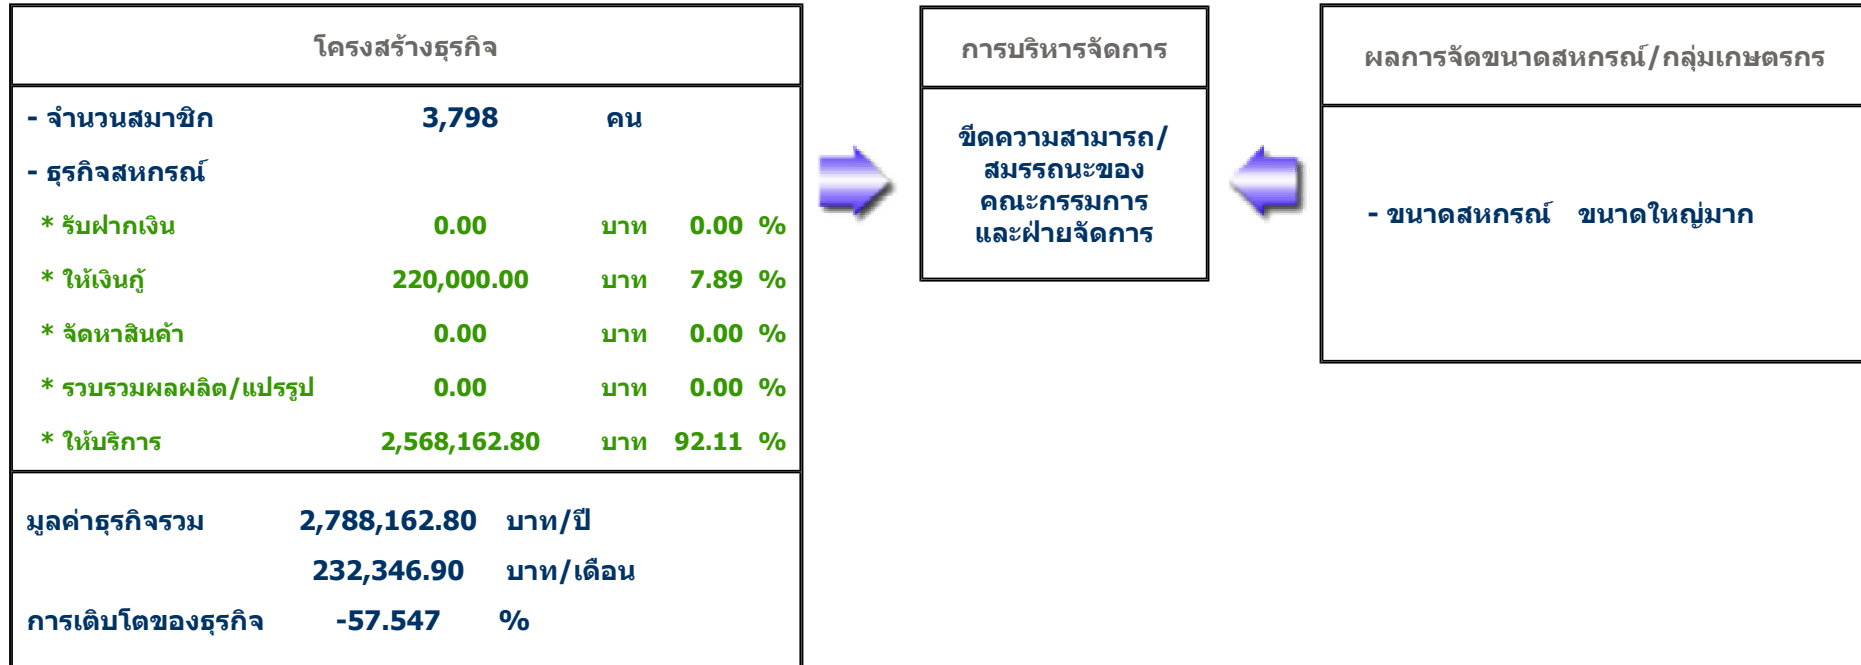 โครงสร้างธุรกิจ
- จำนวนสมาชิก 3,798 คน
- ธุรกิจสหกรณ์
* รับฝากเงิน 0.00 บาท 0.00 %
* ให้เงินกู้ 220,000.00 บาท 7.89 %
* จัดหาสินค้า 0.00 บาท 0.00 %
* รวบรวมผลผลิต/แปรรูป 0.00 บาท 0.00 %
* ให้บริการ 2,568,162.80 บาท 92.11 %
มูลค่าธุรกิจรวม 2,788,162.80 บาท/ปี
232,346.90 บาท/เดือน
การเติบโตของธุรกิจ -57.547 %
การบริหารจัดการ
ขีดความสามารถ/
สมรรถนะของ
คณะกรรมการ
และฝ่ายจัดการ
ผลการจัดขนาดสหกรณ์/กลุ่มเกษตรกร
- ขนาดสหกรณ์ ขนาดใหญ่มาก